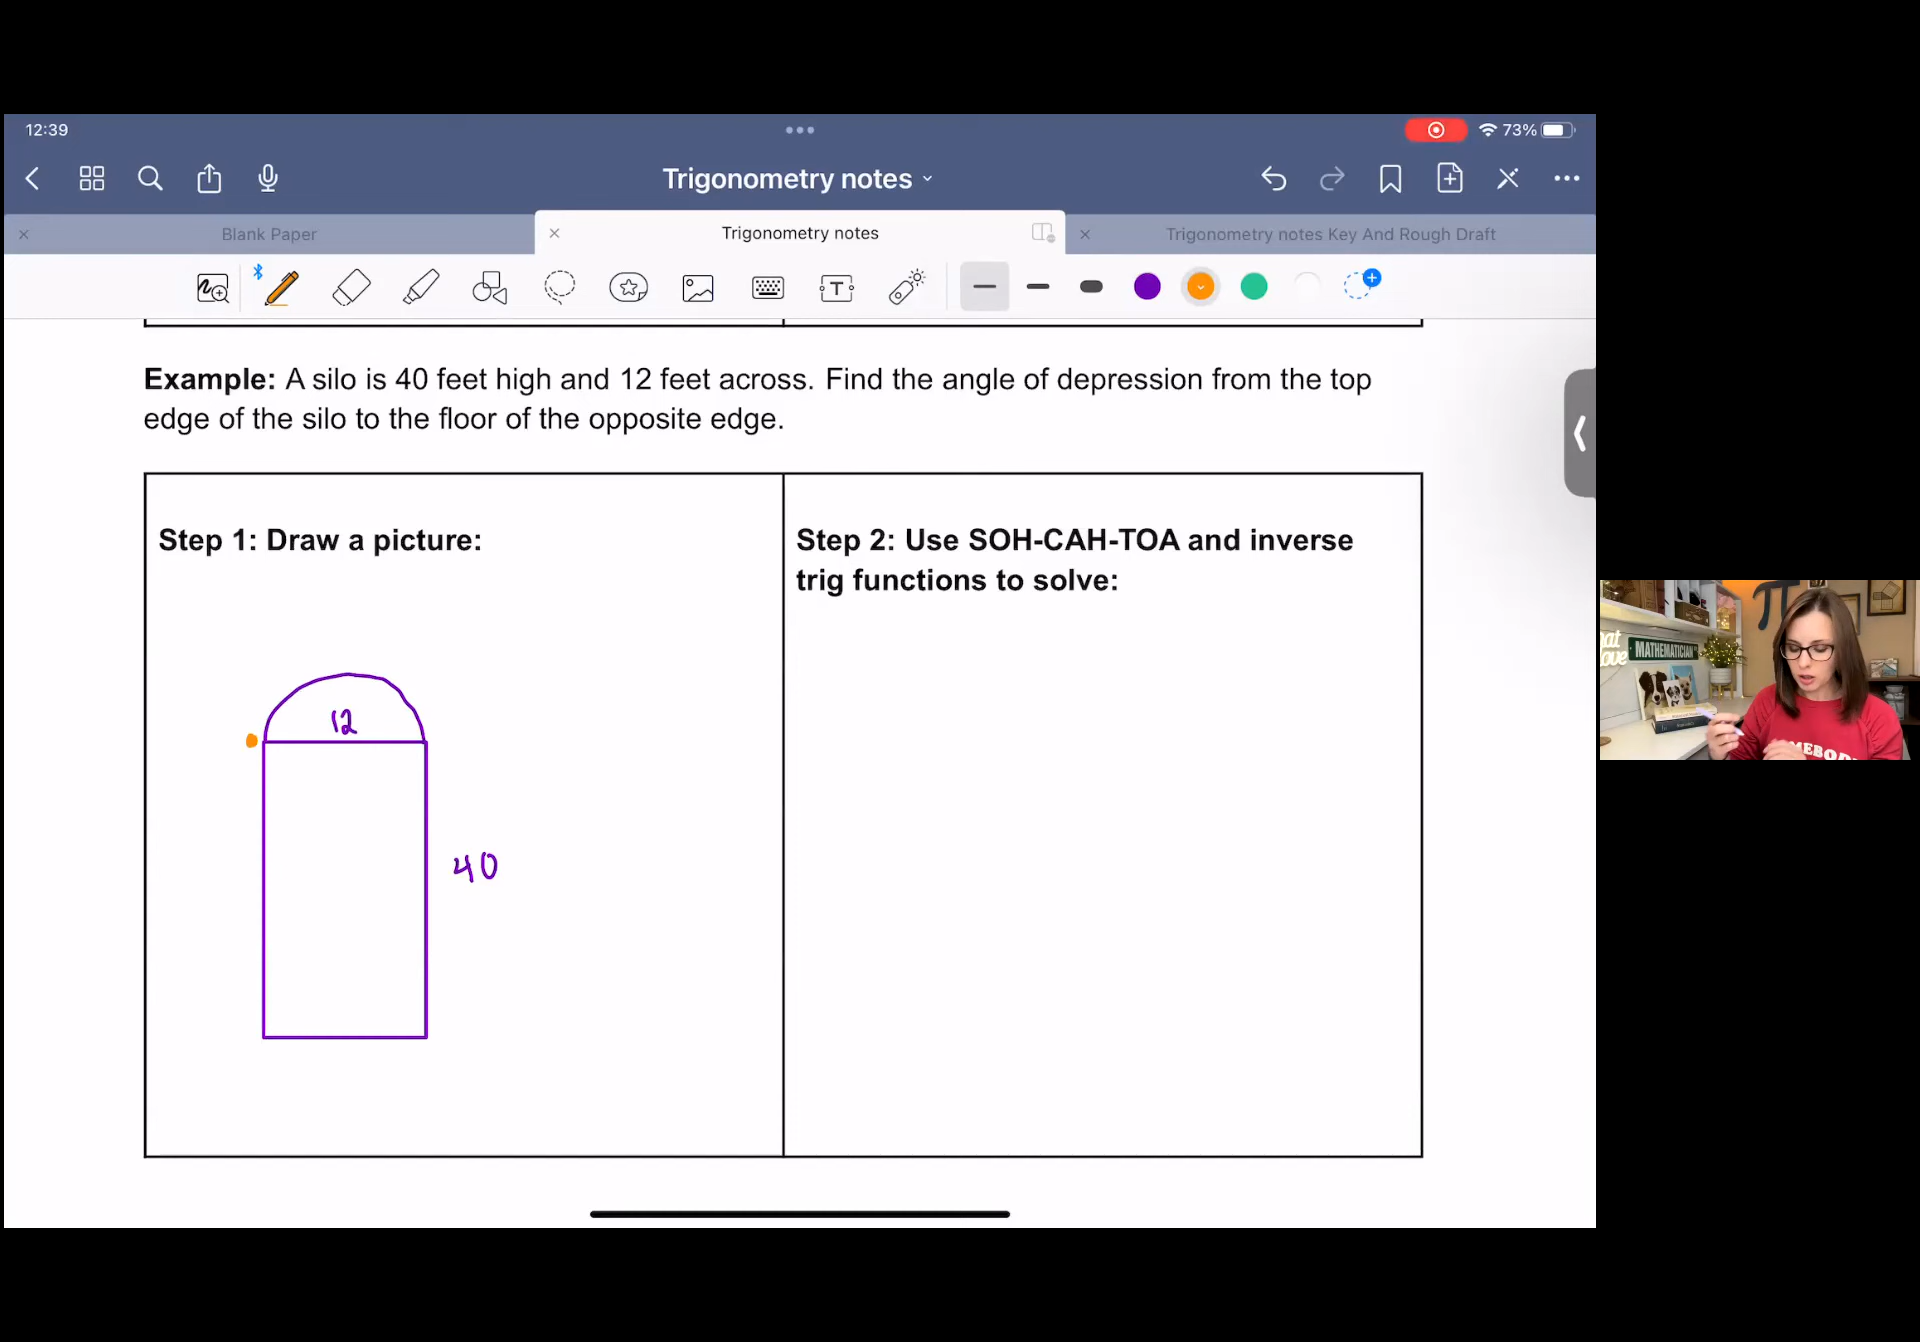 12:39
73%
Trigonometry notes
Blank Paper
Trigonometry notes
Trigonometry notes Key And Rough Draft
T
Example: A silo is 40 feet high and 12 feet across. Find the angle of depression from the top
edge of the silo to the floor of the opposite edge.
Step 1: Draw a picture:
Step 2: Use SOH-CAH-TOA and inverse
trig functions to solve:
12
40
MATHEMATICIAN